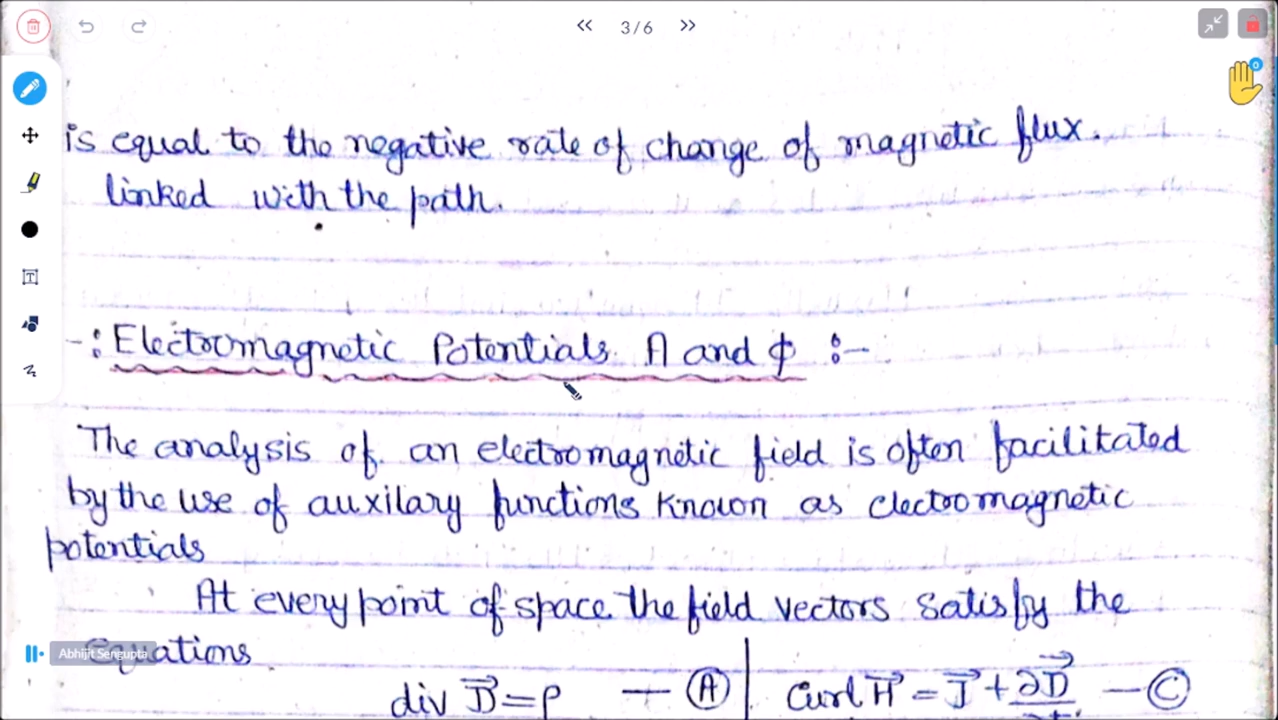 3/6
is equal to the negative rate of change of magnetic flux.
linked with the path.
-: Electromagnetic Potentials A and ϕ :-
The analysis of an electromagnetic field is often facilitated
by the use of auxilary functions known as electromagnetic
potentials
At every point of space the field vectors satisfy the
Equations
Abhijit Sengupta
div D⃗ = ρ — Ⓐ | Curl H⃗ = J⃗ + ∂D⃗/∂t — Ⓒ